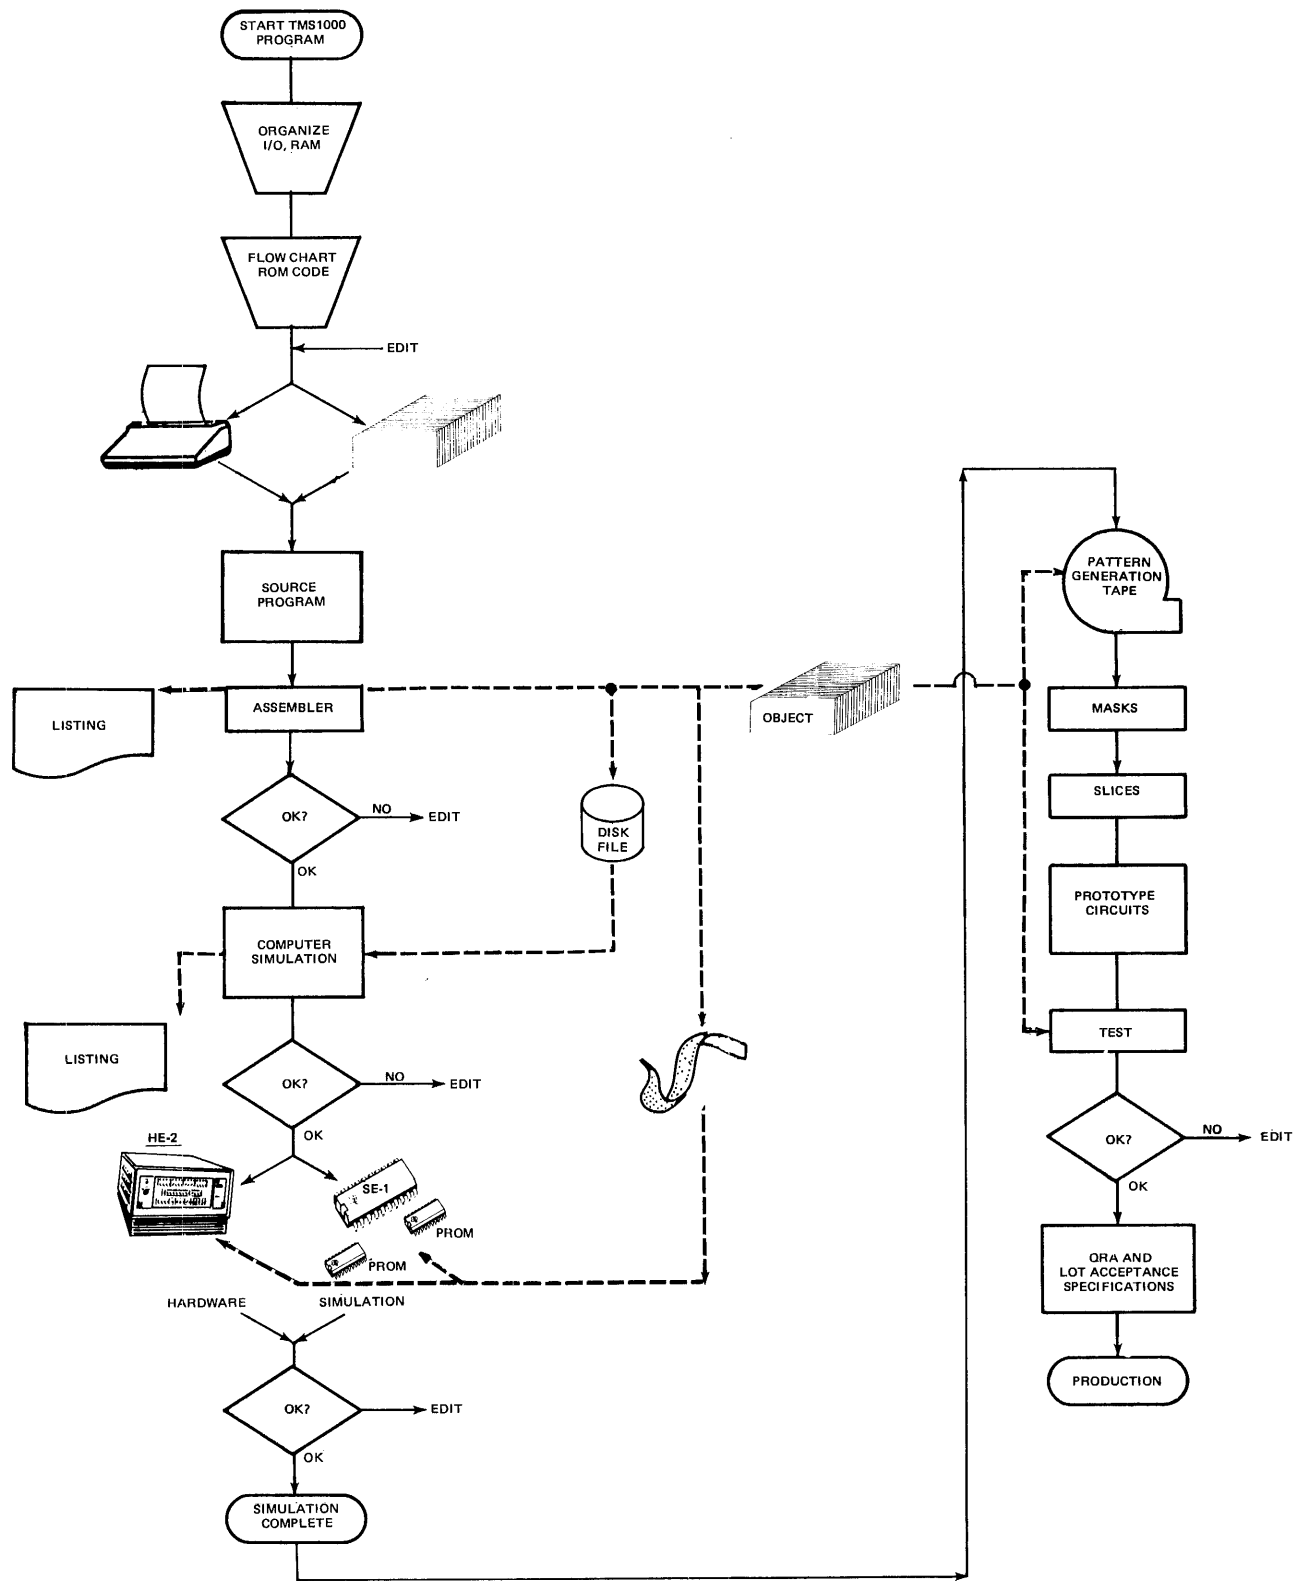 START TMS1000
PROGRAM
ORGANIZE
I/O, RAM
FLOW CHART
ROM CODE
EDIT
SOURCE
PROGRAM
LISTING
ASSEMBLER
OBJECT
OK?
NO
EDIT
OK
DISK
FILE
COMPUTER
SIMULATION
LISTING
OK?
NO
EDIT
OK
HE-2
SE-1
PROM
PROM
HARDWARE
SIMULATION
OK?
EDIT
OK
SIMULATION
COMPLETE
PATTERN
GENERATION
TAPE
MASKS
SLICES
PROTOTYPE
CIRCUITS
TEST
OK?
NO
EDIT
OK
QRA AND
LOT ACCEPTANCE
SPECIFICATIONS
PRODUCTION